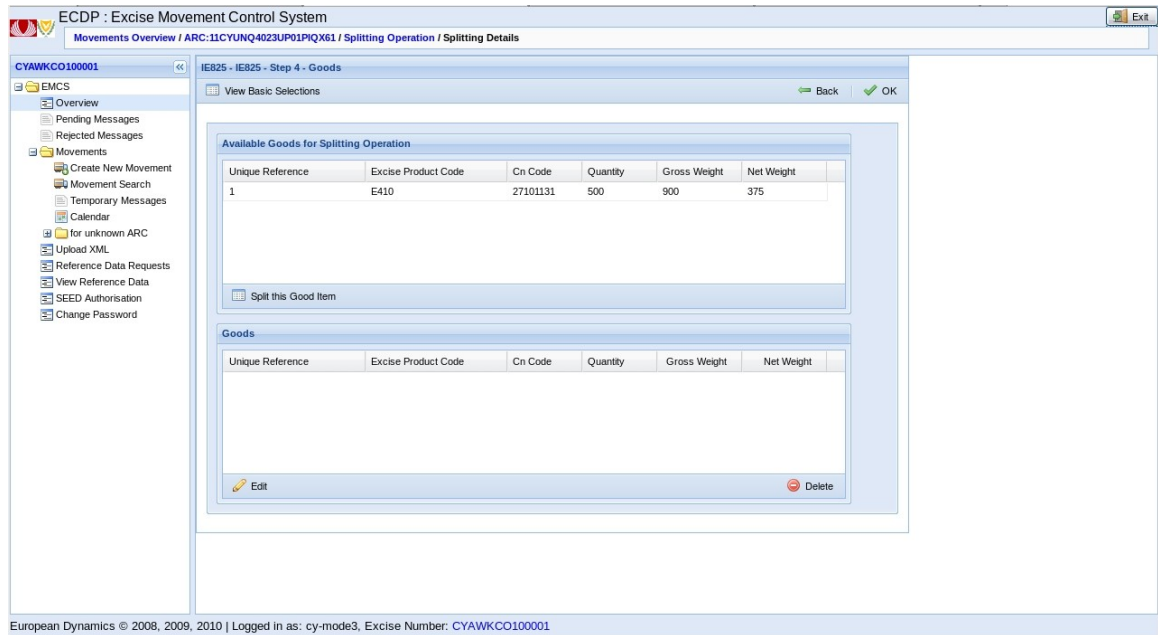 ECDP : Excise Movement Control System
Exit
Movements Overview / ARC:11CYUNQ4023UP01PIQX61 / Splitting Operation / Splitting Details
CYAWKCO100001
EMCS
Overview
Pending Messages
Rejected Messages
Movements
Create New Movement
Movement Search
Temporary Messages
Calendar
for unknown ARC
Upload XML
Reference Data Requests
View Reference Data
SEED Authorisation
Change Password
IE825 - IE825 - Step 4 - Goods
View Basic Selections Back OK
Available Goods for Splitting Operation
Unique Reference Excise Product Code Cn Code Quantity Gross Weight Net Weight
1 E410 27101131 500 900 375
Split this Good Item
Goods
Unique Reference Excise Product Code Cn Code Quantity Gross Weight Net Weight
Edit Delete
European Dynamics © 2008, 2009, 2010 | Logged in as: cy-mode3, Excise Number: CYAWKCO100001